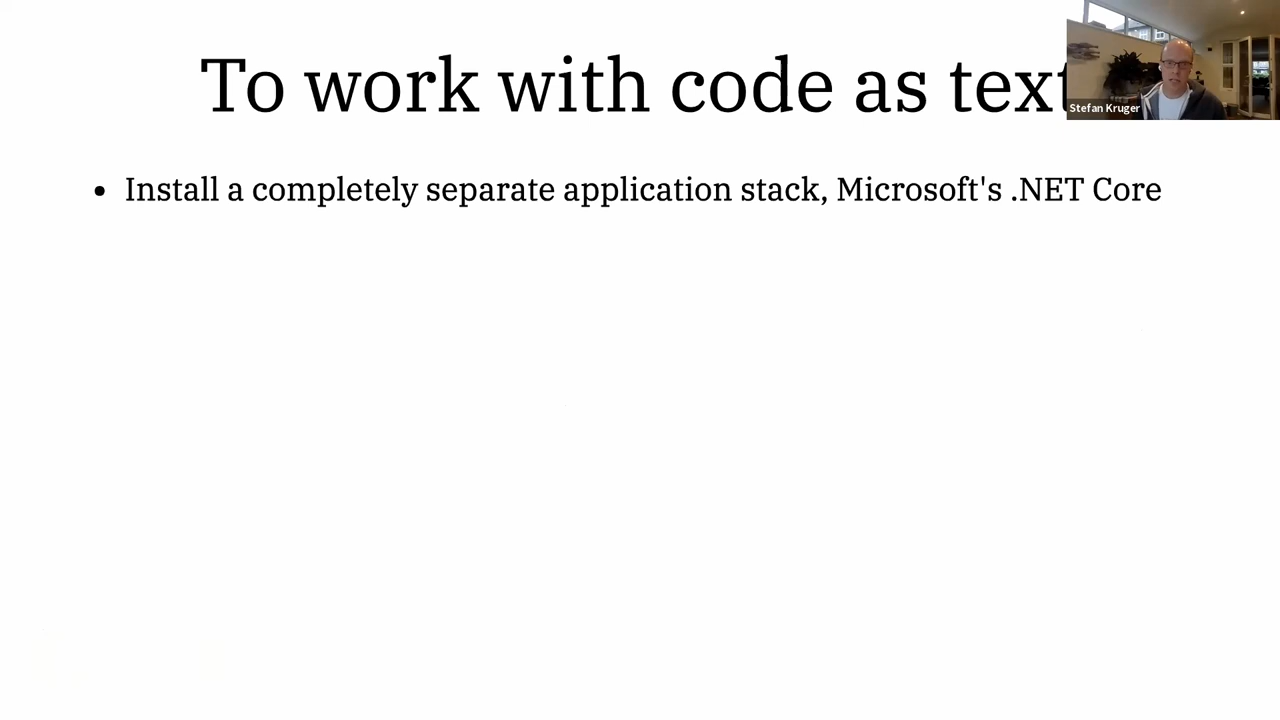 To work with code as text
Stefan Kruger
• Install a completely separate application stack, Microsoft's .NET Core